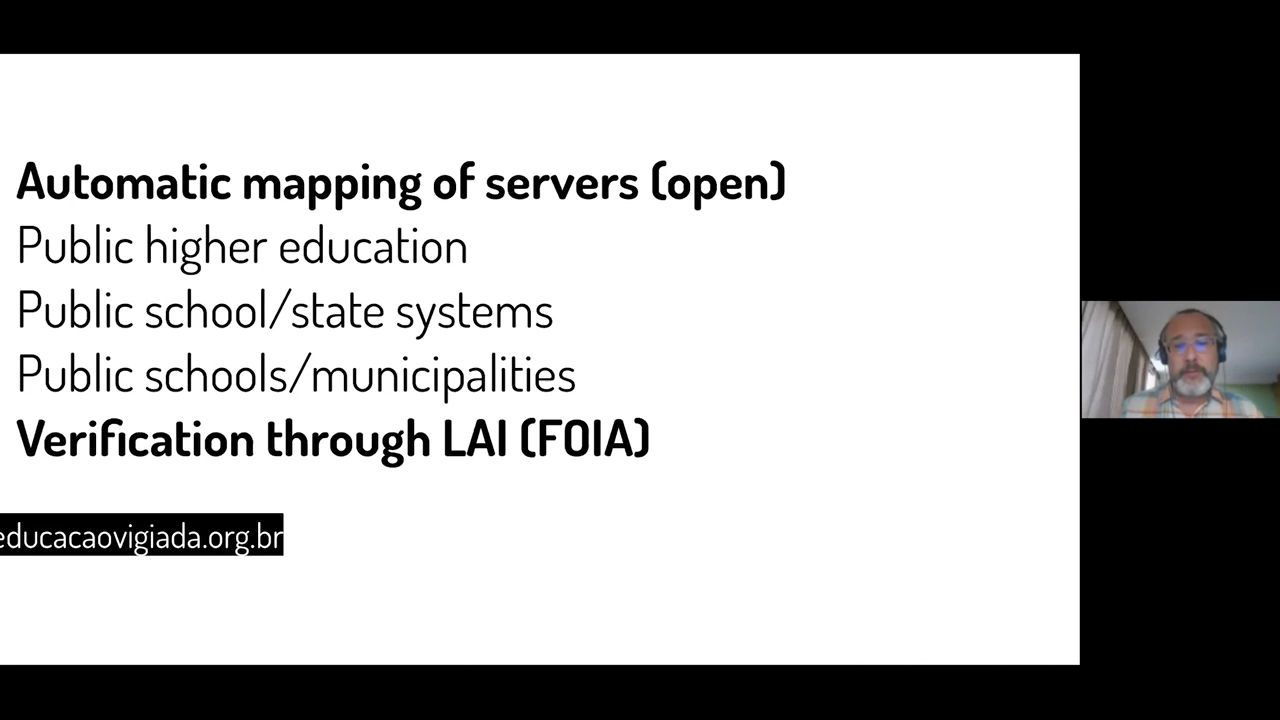 Automatic mapping of servers (open)
Public higher education
Public school/state systems
Public schools/municipalities
Verification through LAI (FOIA)
educacaovigiada.org.br